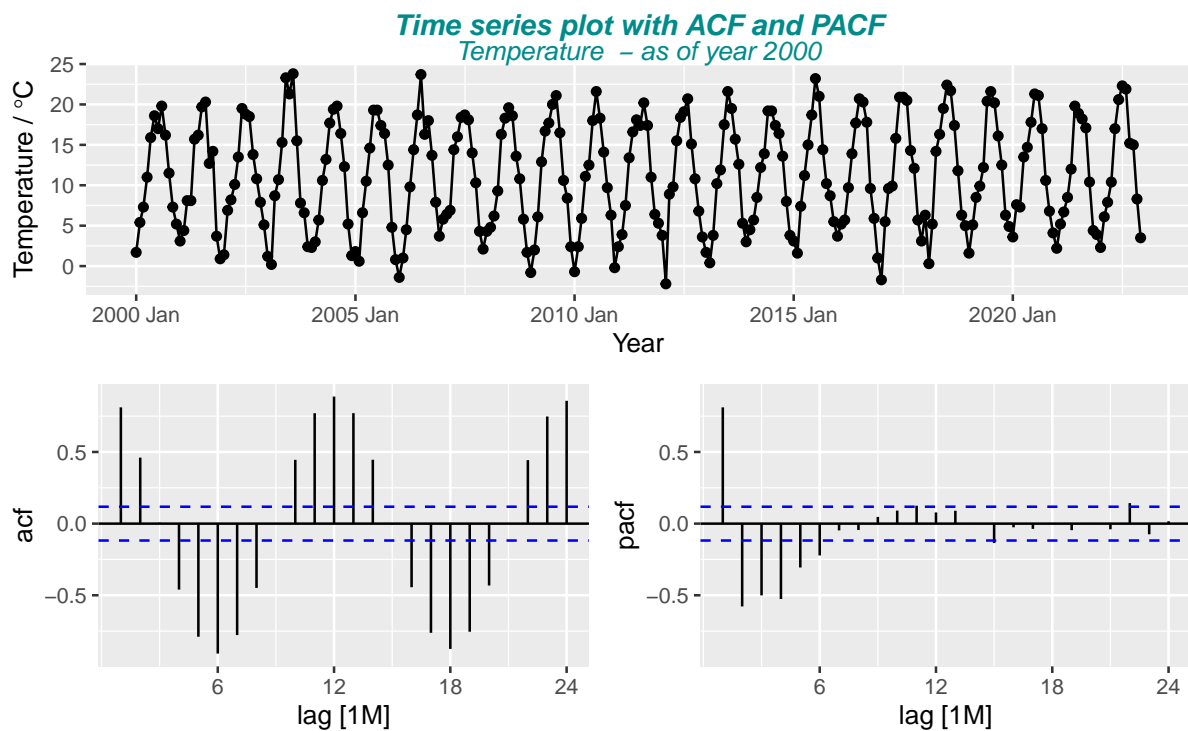 Time series plot with ACF and PACF
Temperature – as of year 2000
Temperature / °C
25
20
15
10
5
0
2000 Jan 2005 Jan 2010 Jan 2015 Jan 2020 Jan
Year
acf
0.5
0.0
−0.5
6 12 18 24
lag [1M]
pacf
0.5
0.0
−0.5
6 12 18 24
lag [1M]